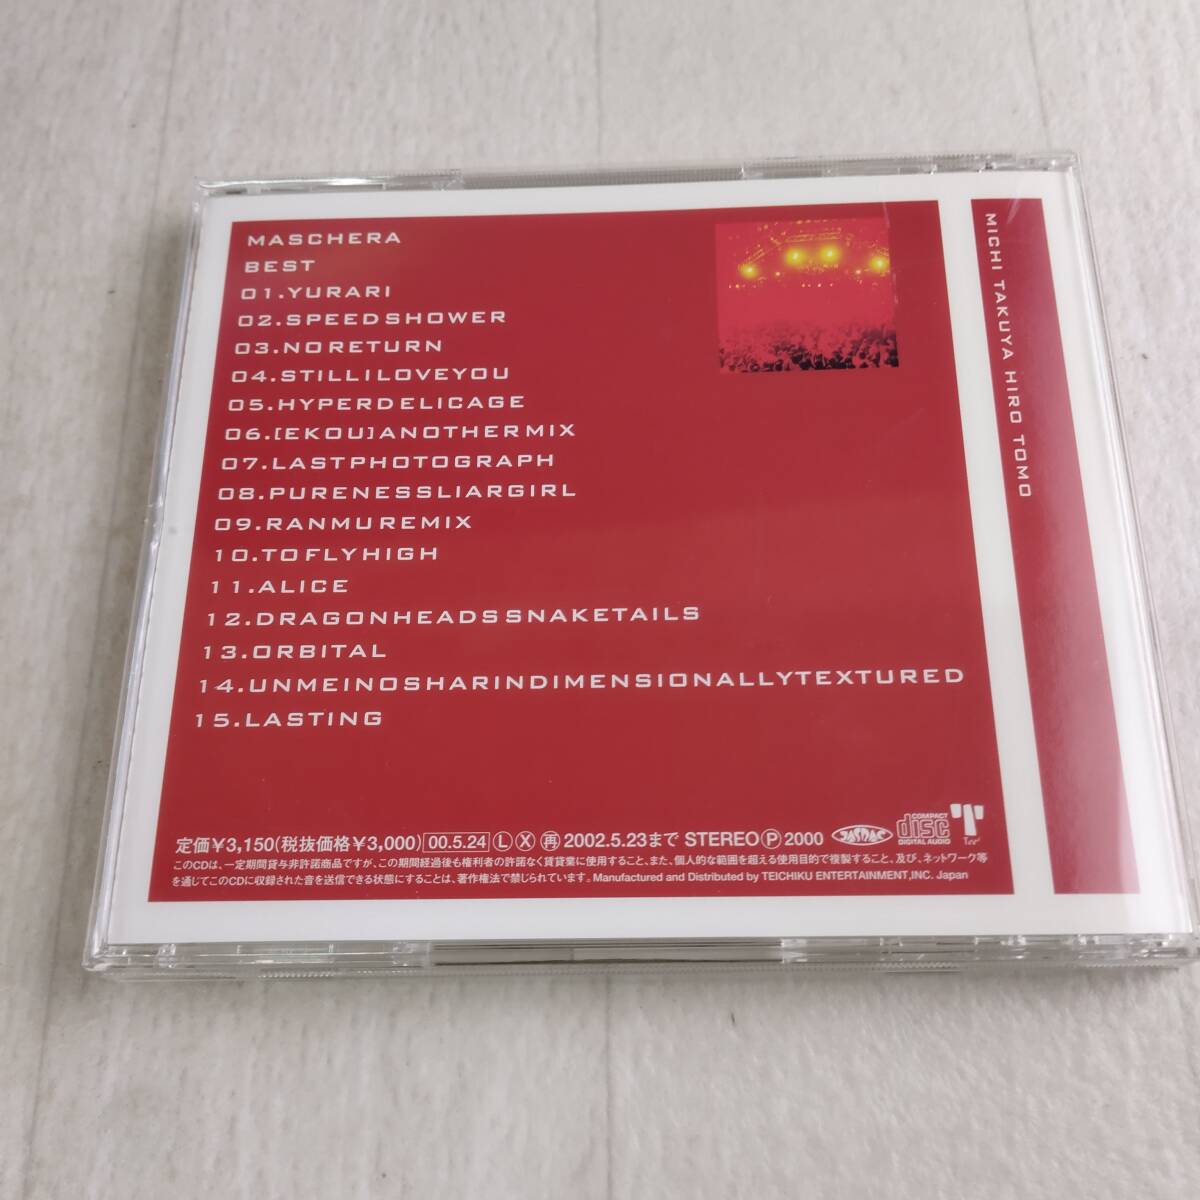 MASCHERA
BEST
01.YURARI
02.SPEEDSHOWER
03.NORETURN
04.STILLILOVEYOU
05.HYPERDELICAGE
06.[EKOU]ANOTHERMIX
07.LASTPHOTOGRAPH
08.PURENESSLIARGIRL
09.RANMUREMIX
10.TOFLYHIGH
11.ALICE
12.DRAGONHEADSSNAKETAILS
13.ORBITAL
14.UNMEINOSHARINDIMENSIONALLYTEXTURED
15.LASTING
MICHI TAKUYA HIRO TOMO
定価¥3,150(税抜価格¥3,000) 00.5.24 Ⓛ Ⓧ ㊢ 2002.5.23まで STEREO Ⓟ 2000 JASRAC COMPACT disc DIGITAL AUDIO
このCDは、一定期間貸与非許諾商品ですが、この期間経過後も権利者の許諾なく賃貸業に使用すること、また、個人的な範囲を超える使用目的で複製すること、及び、ネットワーク等
を通じてこのCDに収録された音を送信できる状態にすることは、著作権法で禁じられています。Manufactured and Distributed by TEICHIKU ENTERTAINMENT,INC. Japan